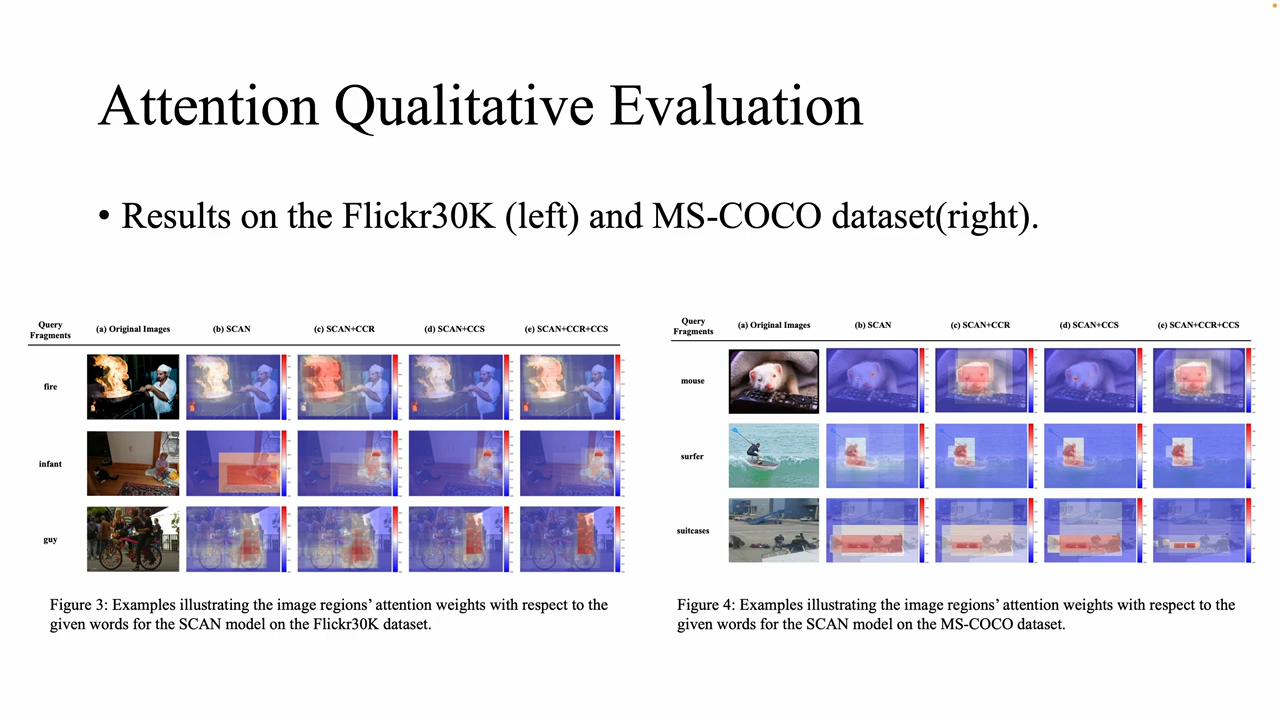 Attention Qualitative Evaluation
• Results on the Flickr30K (left) and MS-COCO dataset(right).
Query Fragments (a) Original Images (b) SCAN (c) SCAN+CCR (d) SCAN+CCS (e) SCAN+CCR+CCS
fire
infant
guy
Figure 3: Examples illustrating the image regions’ attention weights with respect to the
given words for the SCAN model on the Flickr30K dataset.
Query Fragments (a) Original Images (b) SCAN (c) SCAN+CCR (d) SCAN+CCS (e) SCAN+CCR+CCS
mouse
surfer
suitcases
Figure 4: Examples illustrating the image regions’ attention weights with respect to the
given words for the SCAN model on the MS-COCO dataset.